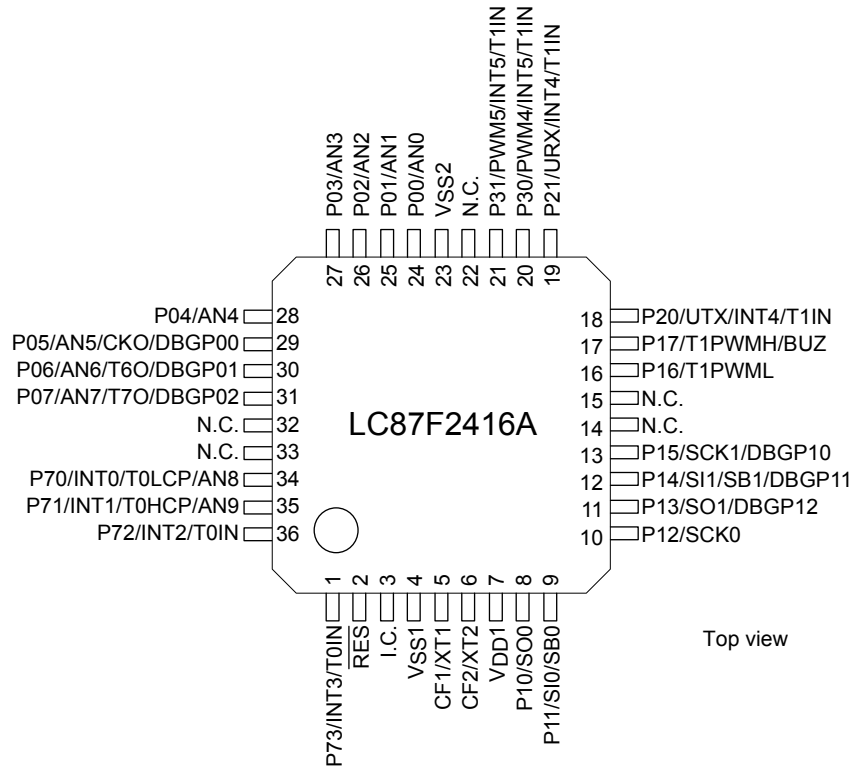 P03/AN3
P02/AN2
P01/AN1
P00/AN0
VSS2
N.C.
P31/PWM5/INT5/T1IN
P30/PWM4/INT5/T1IN
P21/URX/INT4/T1IN
27
26
25
24
23
22
21
20
19
P04/AN4 28
P05/AN5/CKO/DBGP00 29
P06/AN6/T6O/DBGP01 30
P07/AN7/T7O/DBGP02 31
N.C. 32
N.C. 33
P70/INT0/T0LCP/AN8 34
P71/INT1/T0HCP/AN9 35
P72/INT2/T0IN 36
LC87F2416A
18 P20/UTX/INT4/T1IN
17 P17/T1PWMH/BUZ
16 P16/T1PWML
15 N.C.
14 N.C.
13 P15/SCK1/DBGP10
12 P14/SI1/SB1/DBGP11
11 P13/SO1/DBGP12
10 P12/SCK0
1
2
3
4
5
6
7
8
9
P73/INT3/T0IN
RES
I.C.
VSS1
CF1/XT1
CF2/XT2
VDD1
P10/SO0
P11/SI0/SB0
Top view